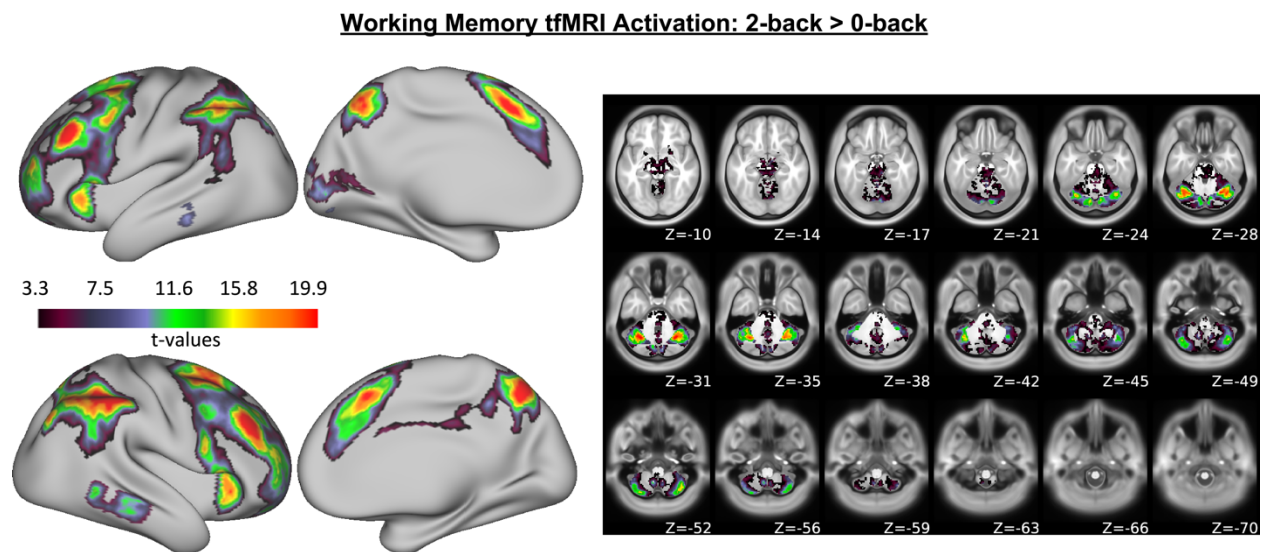 Working Memory tfMRI Activation: 2-back > 0-back
3.3 7.5 11.6 15.8 19.9
t-values
Z=-10 Z=-14 Z=-17 Z=-21 Z=-24 Z=-28
Z=-31 Z=-35 Z=-38 Z=-42 Z=-45 Z=-49
Z=-52 Z=-56 Z=-59 Z=-63 Z=-66 Z=-70